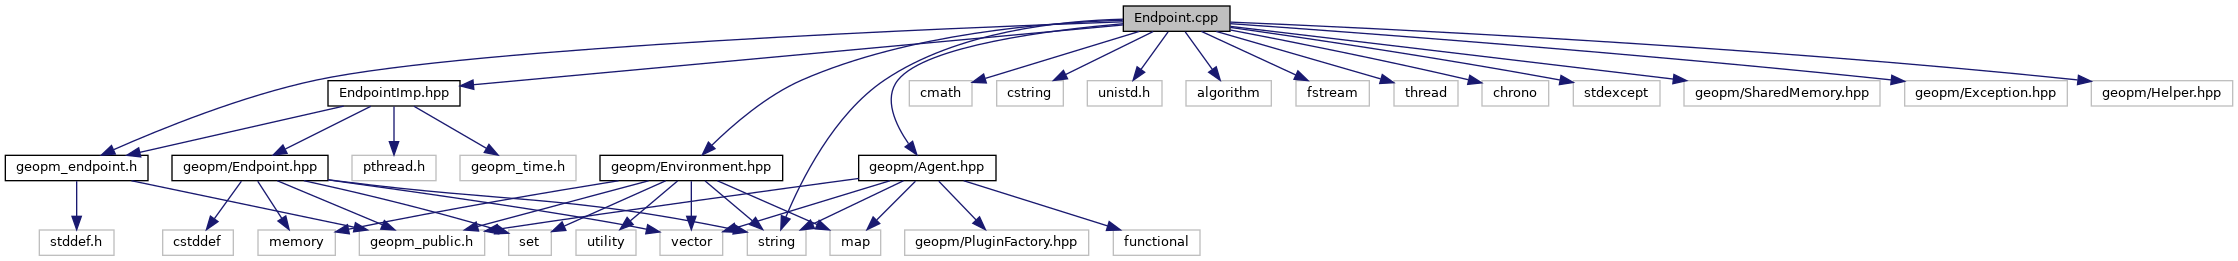 Endpoint.cpp
EndpointImp.hpp
cmath
cstring
unistd.h
algorithm
fstream
thread
chrono
stdexcept
geopm/SharedMemory.hpp
geopm/Exception.hpp
geopm/Helper.hpp
geopm_endpoint.h
geopm/Endpoint.hpp
pthread.h
geopm_time.h
geopm/Environment.hpp
geopm/Agent.hpp
stddef.h
cstddef
memory
geopm_public.h
set
utility
vector
string
map
geopm/PluginFactory.hpp
functional